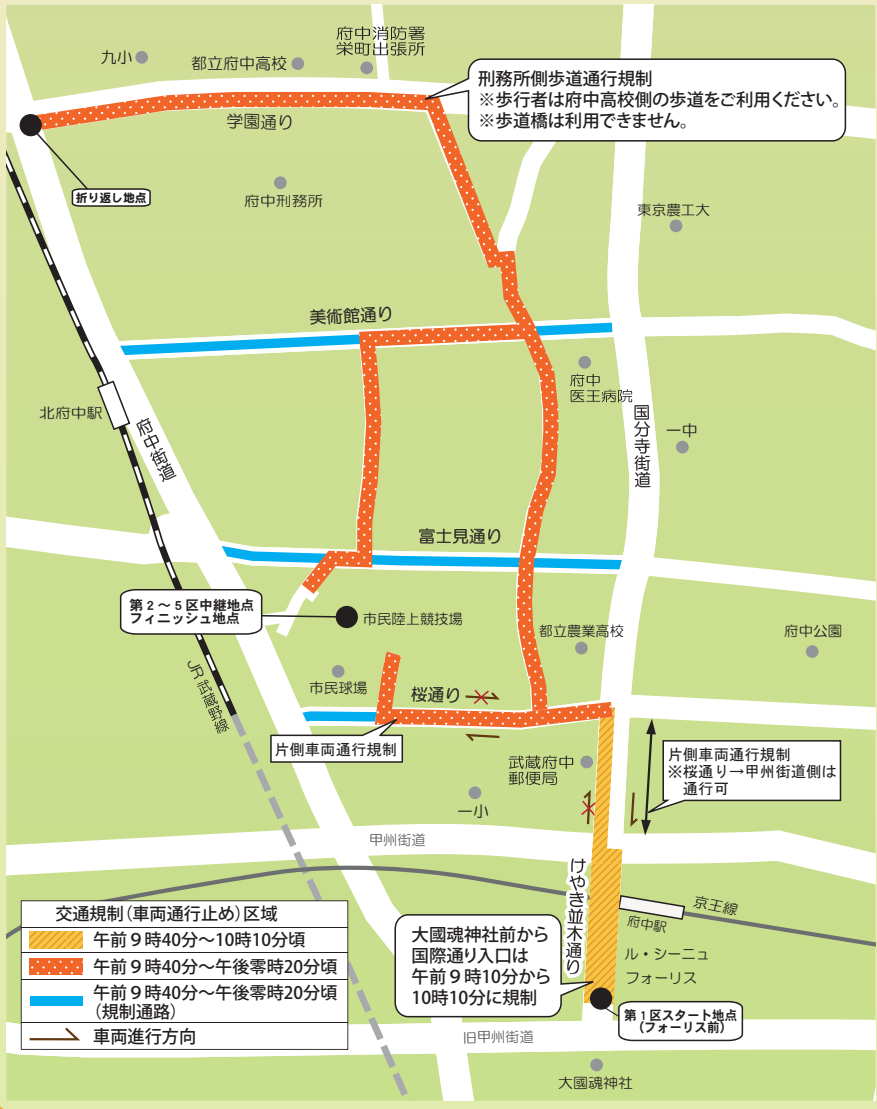 府中消防署
栄町出張所
九小
都立府中高校
刑務所側歩道通行規制
※歩行者は府中高校側の歩道をご利用ください。
※歩道橋は利用できません。
学園通り
折り返し地点
府中刑務所
東京農工大
美術館通り
府中
医王病院
北府中駅
府中街道
国分寺街道
一中
富士見通り
第2〜5区中継地点
フィニッシュ地点
市民陸上競技場
都立農業高校
府中公園
JR武蔵野線
市民球場
桜通り
片側車両通行規制
武蔵府中
郵便局
片側車両通行規制
※桜通り→甲州街道側は
通行可
一小
甲州街道
けやき並木通り
京王線
府中駅
交通規制(車両通行止め)区域
午前9時40分〜10時10分頃
午前9時40分〜午後零時20分頃
午前9時40分〜午後零時20分頃
(規制通路)
車両進行方向
大國魂神社前から
国際通り入口は
午前9時10分から
10時10分に規制
ル・シーニュ
フォーリス
第1区スタート地点
(フォーリス前)
旧甲州街道
大國魂神社